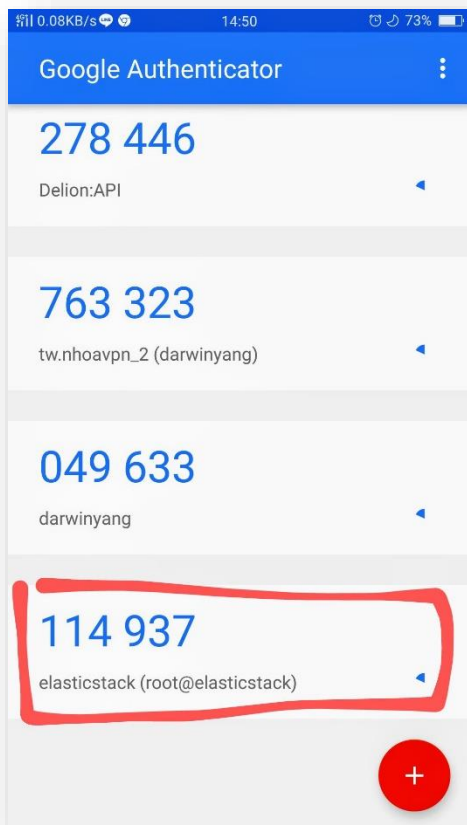 0.08KB/s 14:50 73%
Google Authenticator
278 446
Delion:API
763 323
tw.nhoavpn_2 (darwinyang)
049 633
darwinyang
114 937
elasticstack (root@elasticstack)
+